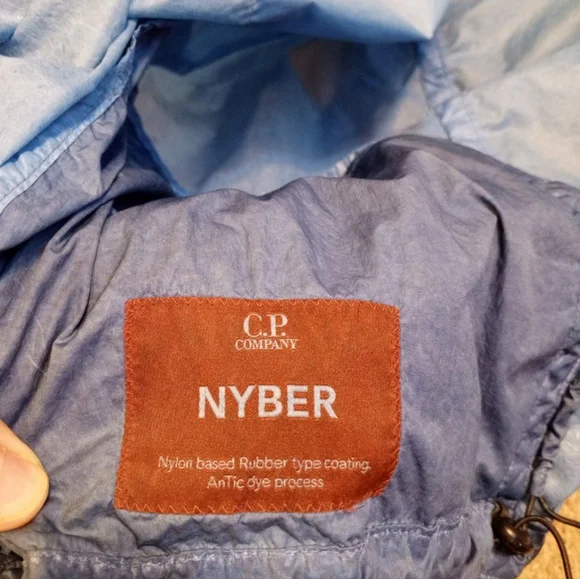 C.P.
COMPANY
NYBER
Nylon based Rubber type coating.
AnTic dye process